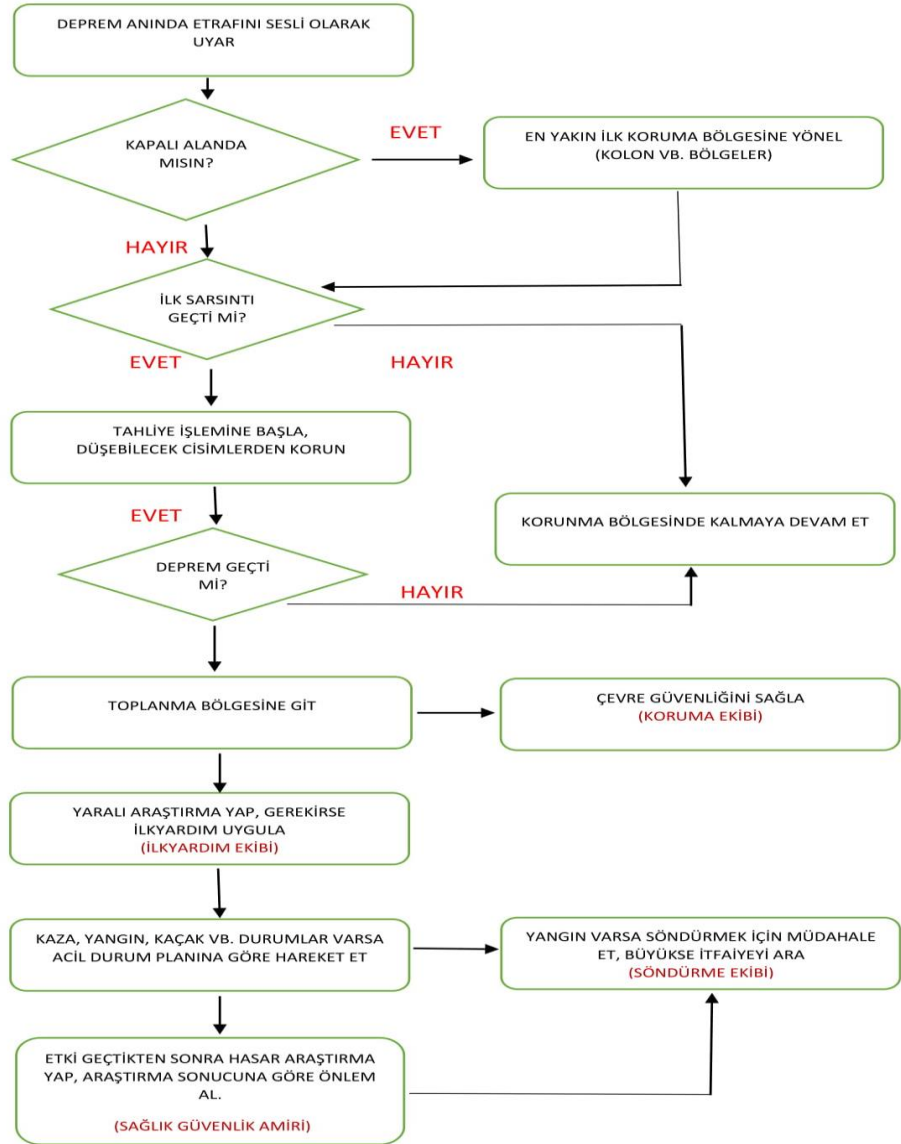 DEPREM ANINDA ETRAFINI SESLİ OLARAK
UYAR
KAPALI ALANDA
MISIN?
EVET
EN YAKIN İLK KORUMA BÖLGESİNE YÖNEL
(KOLON VB. BÖLGELER)
HAYIR
İLK SARSINTI
GEÇTİ Mİ?
EVET
HAYIR
TAHLİYE İŞLEMİNE BAŞLA,
DÜŞEBİLECEK CİSİMLERDEN KORUN
KORUNMA BÖLGESİNDE KALMAYA DEVAM ET
EVET
DEPREM GEÇTİ
Mİ?
HAYIR
TOPLANMA BÖLGESİNE GİT
ÇEVRE GÜVENLİĞİNİ SAĞLA
(KORUMA EKİBİ)
YARALI ARAŞTIRMA YAP, GEREKİRSE
İLKYARDIM UYGULA
(İLKYARDIM EKİBİ)
KAZA, YANGIN, KAÇAK VB. DURUMLAR VARSA
ACİL DURUM PLANINA GÖRE HAREKET ET
YANGIN VARSA SÖNDÜRMEK İÇİN MÜDAHALE
ET, BÜYÜKSE İTFAİYEYİ ARA
(SÖNDÜRME EKİBİ)
ETKİ GEÇTİKTEN SONRA HASAR ARAŞTIRMA
YAP, ARAŞTIRMA SONUCUNA GÖRE ÖNLEM
AL.
(SAĞLIK GÜVENLİK AMİRİ)